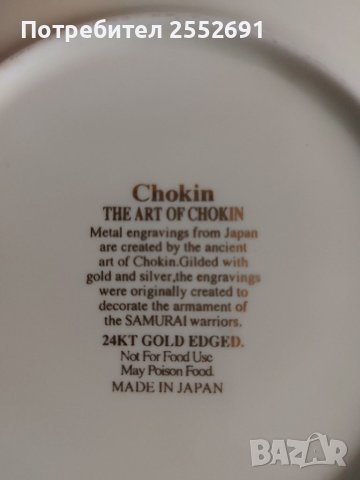 Потребител 2552691
Chokin
THE ART OF CHOKIN
Metal engravings from Japan
are created by the ancient
art of Chokin.Gilded with
gold and silver,the engravings
were originally created to
decorate the armament of
the SAMURAI warriors.
24KT GOLD EDGED.
Not For Food Use
May Poison Food.
MADE IN JAPAN
BAZAR